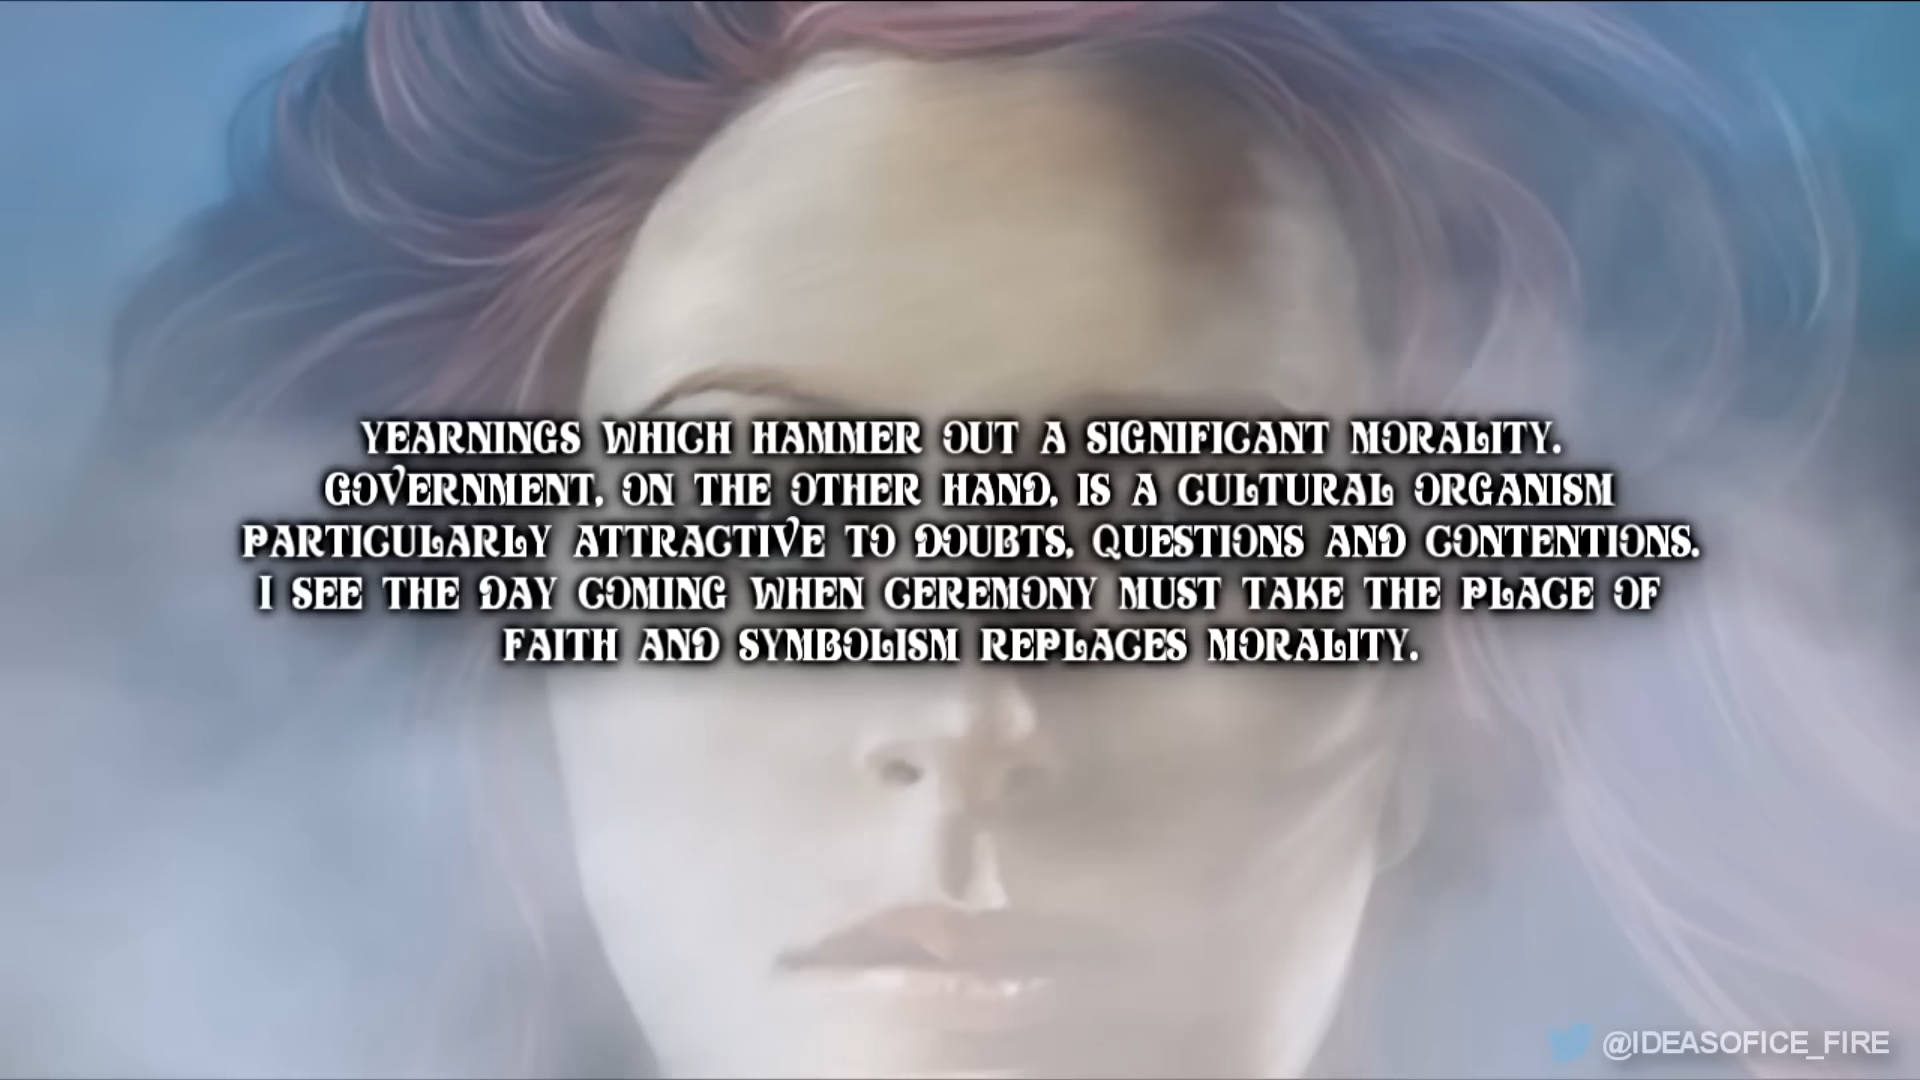 YEARNINGS WHICH HAMMER OUT A SIGNIFICANT MORALITY.
GOVERNMENT, ON THE OTHER HAND, IS A CULTURAL ORGANISM
PARTICULARLY ATTRACTIVE TO DOUBTS, QUESTIONS AND CONTENTIONS.
I SEE THE DAY COMING WHEN CEREMONY MUST TAKE THE PLACE OF
FAITH AND SYMBOLISM REPLACES MORALITY.
@IDEASOFICE_FIRE